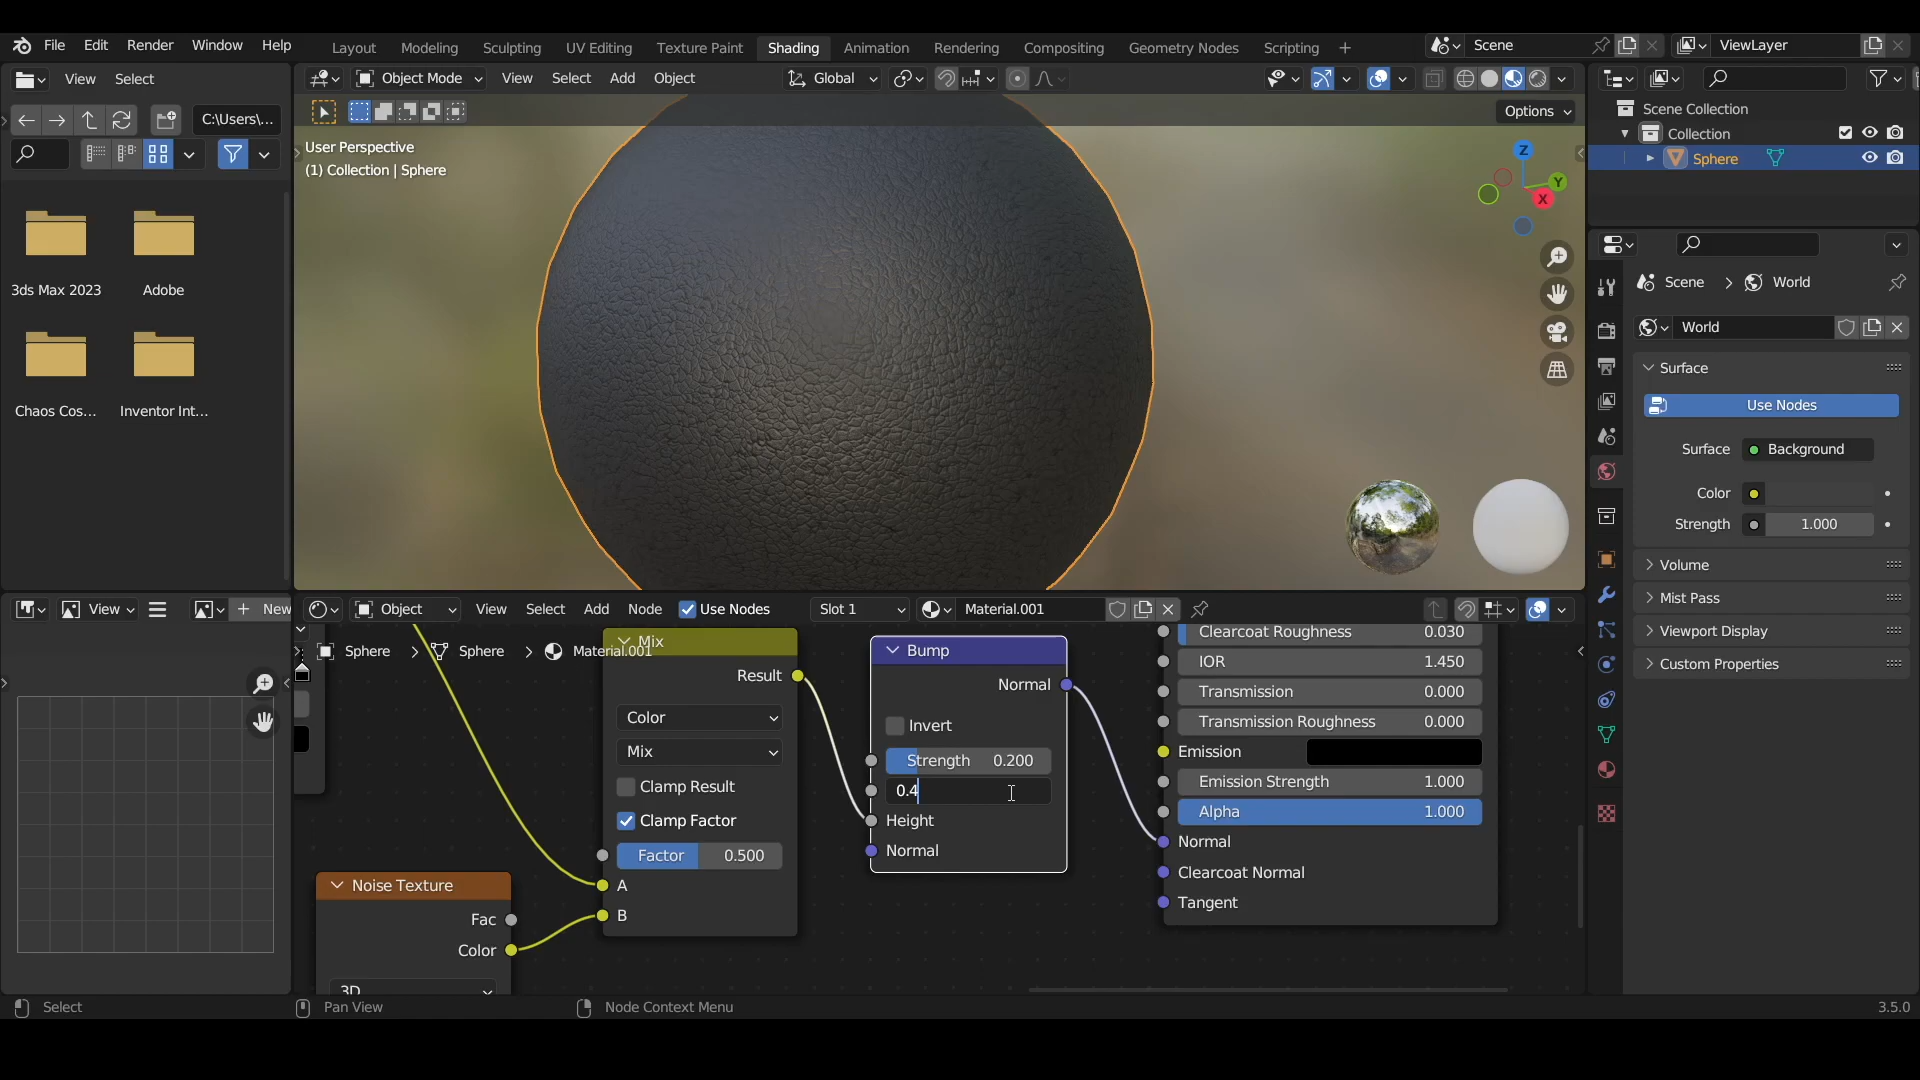 File Edit Render Window Help
Layout Modeling Sculpting UV Editing Texture Paint Shading Animation Rendering Compositing Geometry Nodes Scripting +
Scene
ViewLayer
View Select
Object Mode View Select Add Object
Global
C:\Users\...
Options
User Perspective
(1) Collection | Sphere
Z
Y
X
Scene Collection
Collection
Sphere
3ds Max 2023 Adobe
Chaos Cos... Inventor Int...
Scene > World
World
Surface
Use Nodes
Surface Background
Color
Strength 1.000
Volume
Mist Pass
Viewport Display
Custom Properties
View
+ New
Object View Select Add Node Use Nodes Slot 1 Material.001
Sphere > Sphere > Material.001
Mix
Result
Color
Mix
Clamp Result
Clamp Factor
Factor 0.500
A
B
Noise Texture
Fac
Color
3D
Bump
Normal
Invert
Strength 0.200
0.4
Height
Normal
Clearcoat Roughness 0.030
IOR 1.450
Transmission 0.000
Transmission Roughness 0.000
Emission
Emission Strength 1.000
Alpha 1.000
Normal
Clearcoat Normal
Tangent
Select
Pan View
Node Context Menu
3.5.0